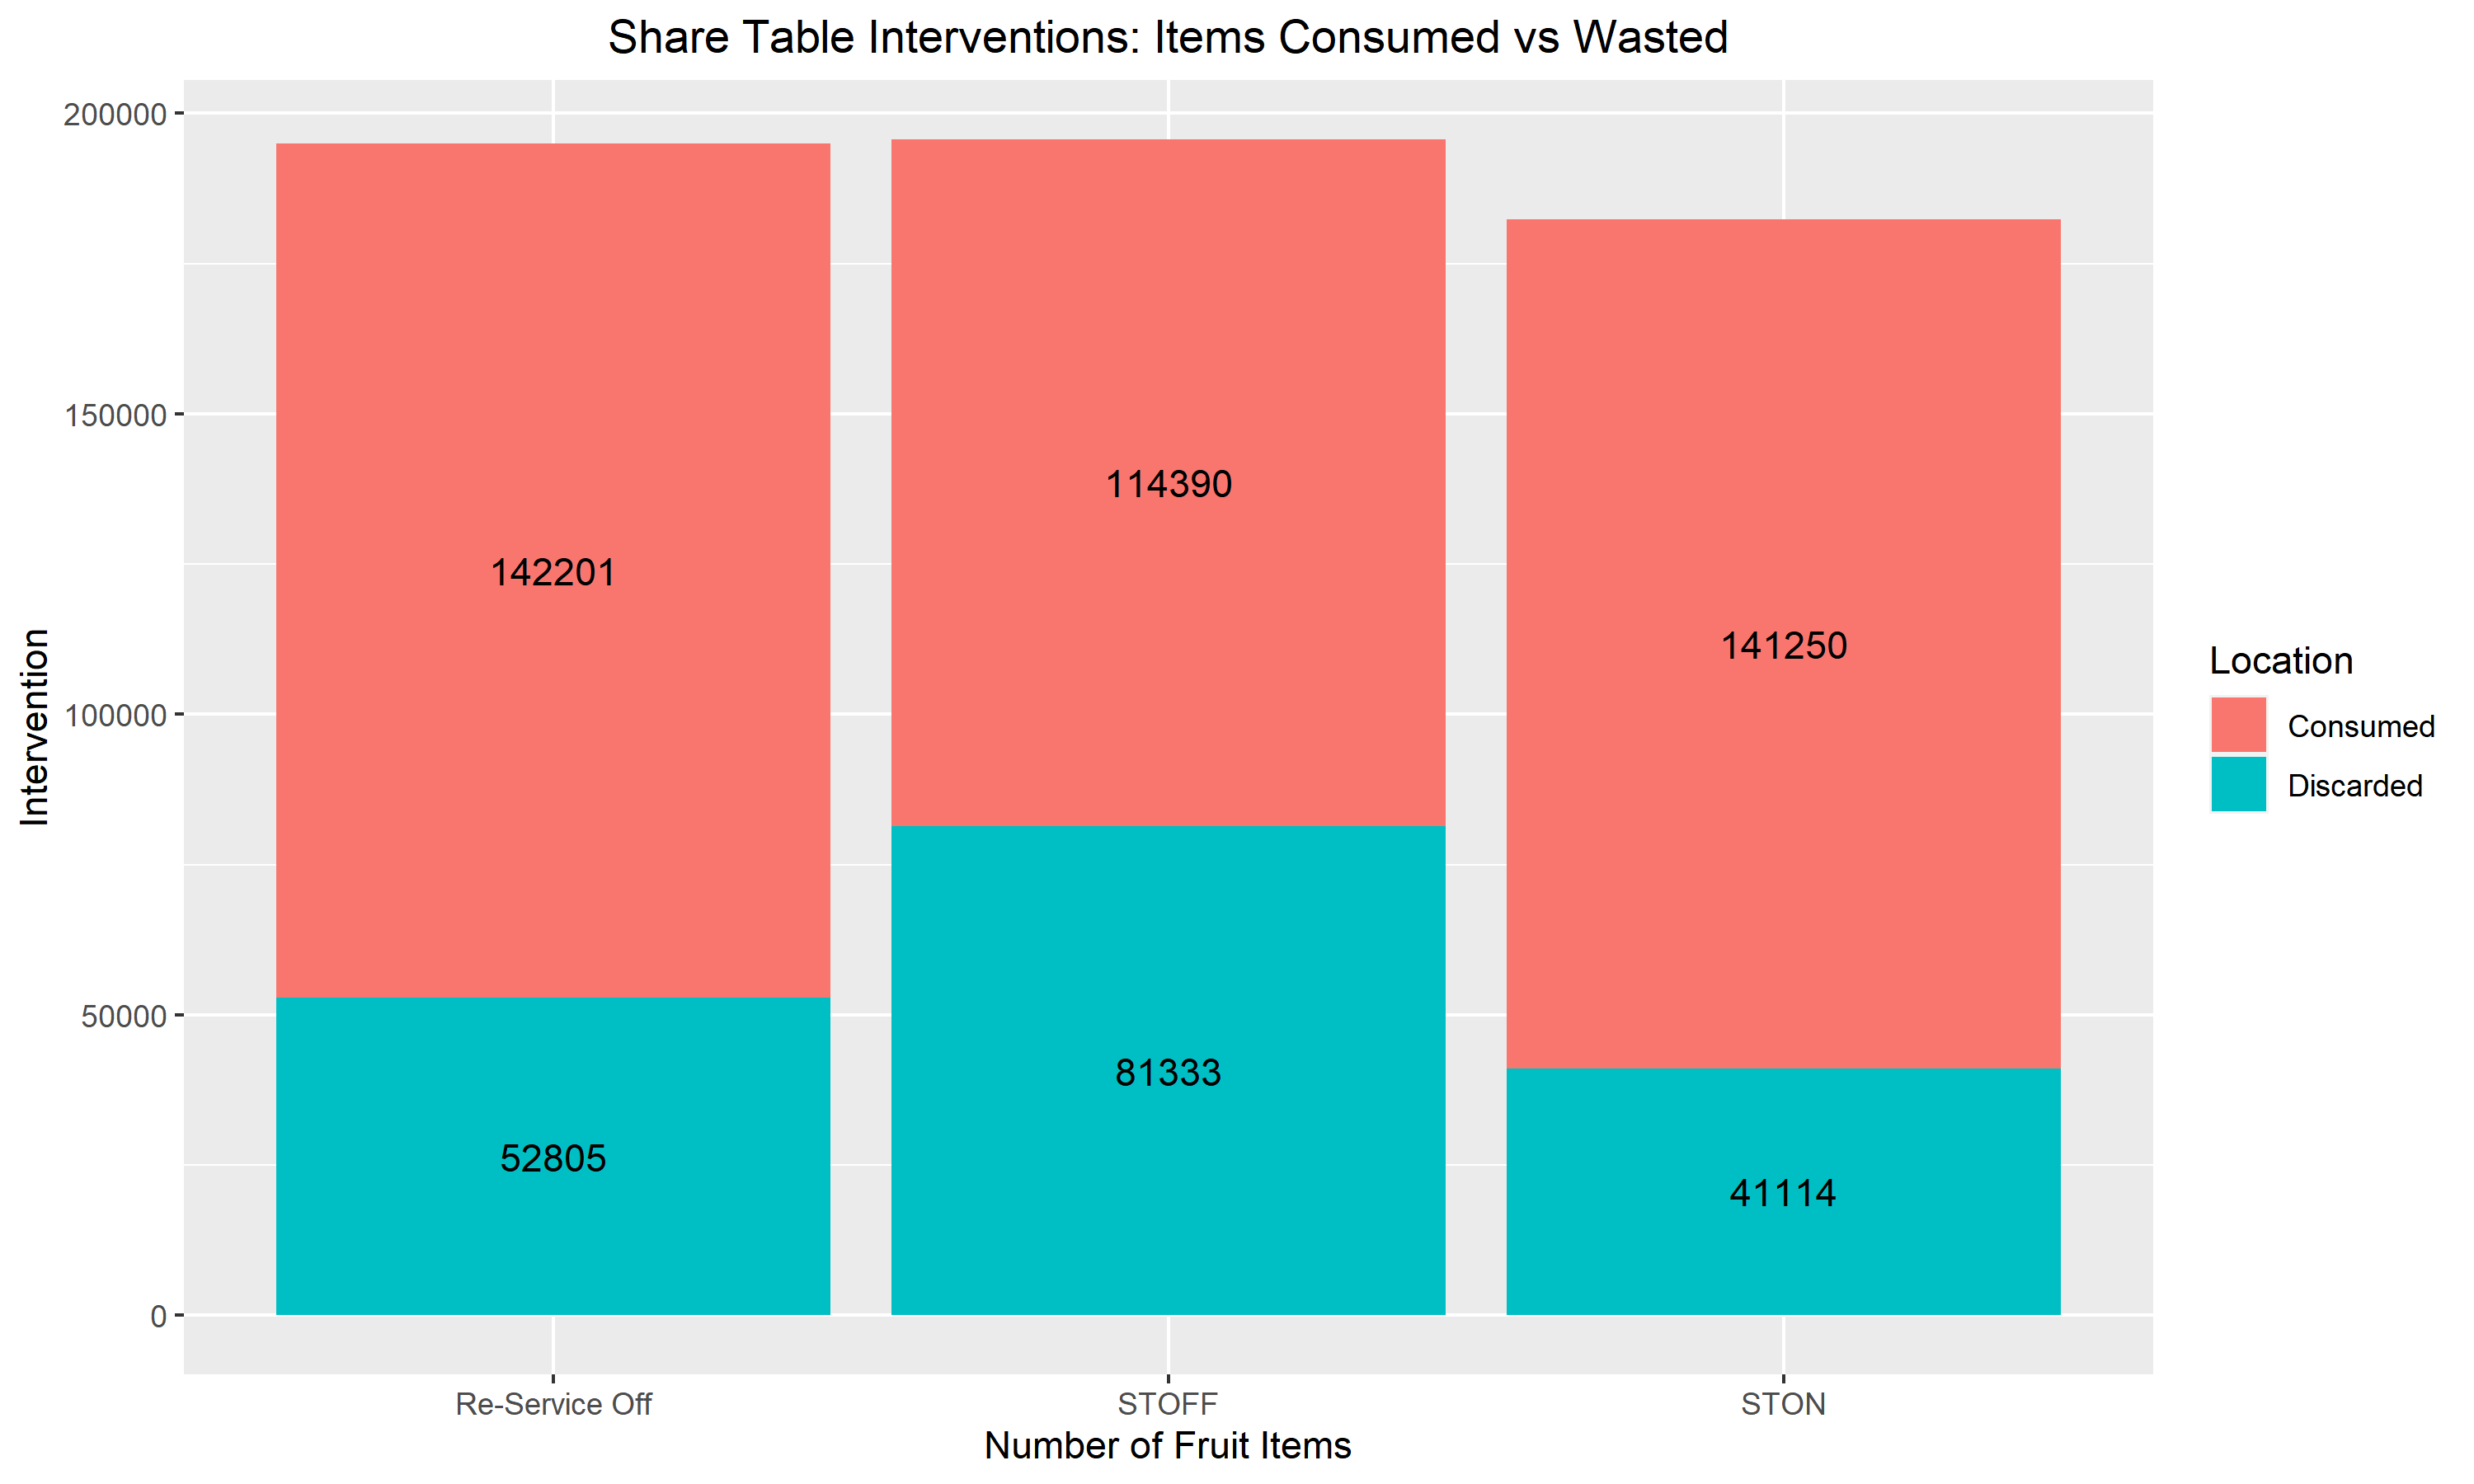 Share Table Interventions: Items Consumed vs Wasted
200000
150000
100000
50000
0
Intervention
142201
52805
114390
81333
141250
41114
Re-Service Off
STOFF
STON
Number of Fruit Items
Location
Consumed
Discarded